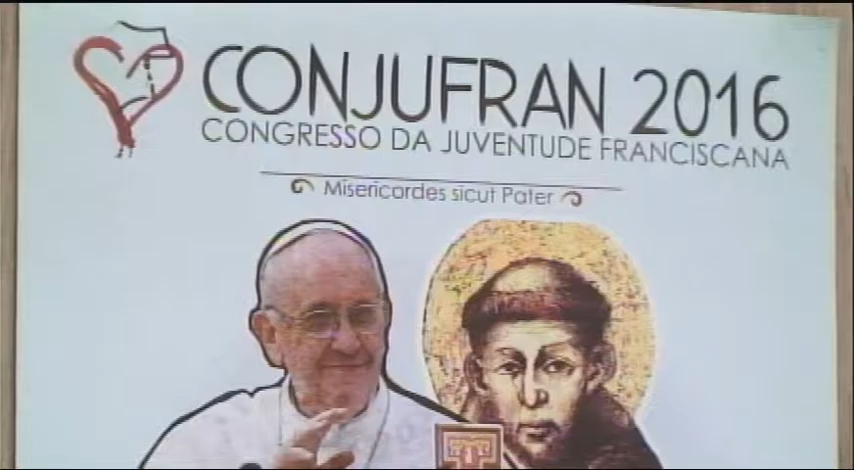 CONJUFRAN 2016
CONGRESSO DA JUVENTUDE FRANCISCANA
Misericordes sicut Pater